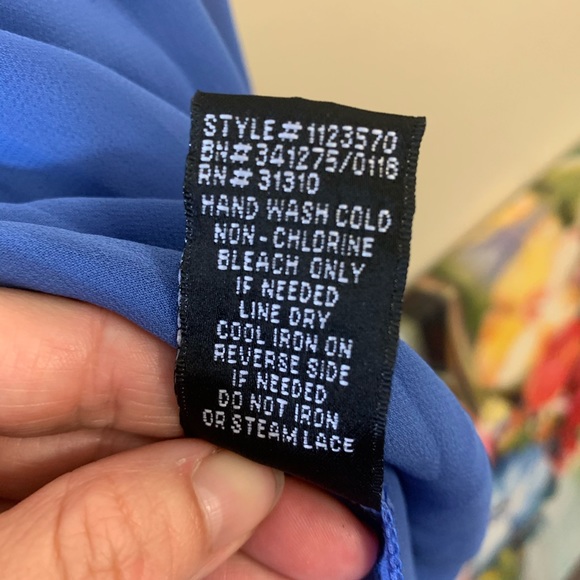 STYLE# 1123570
BN# 341275/0118
RN# 31310
HAND WASH COLD
NON-CHLORINE
BLEACH ONLY
IF NEEDED
LINE DRY
COOL IRON ON
REVERSE SIDE
IF NEEDED
DO NOT IRON
OR STEAM LACE